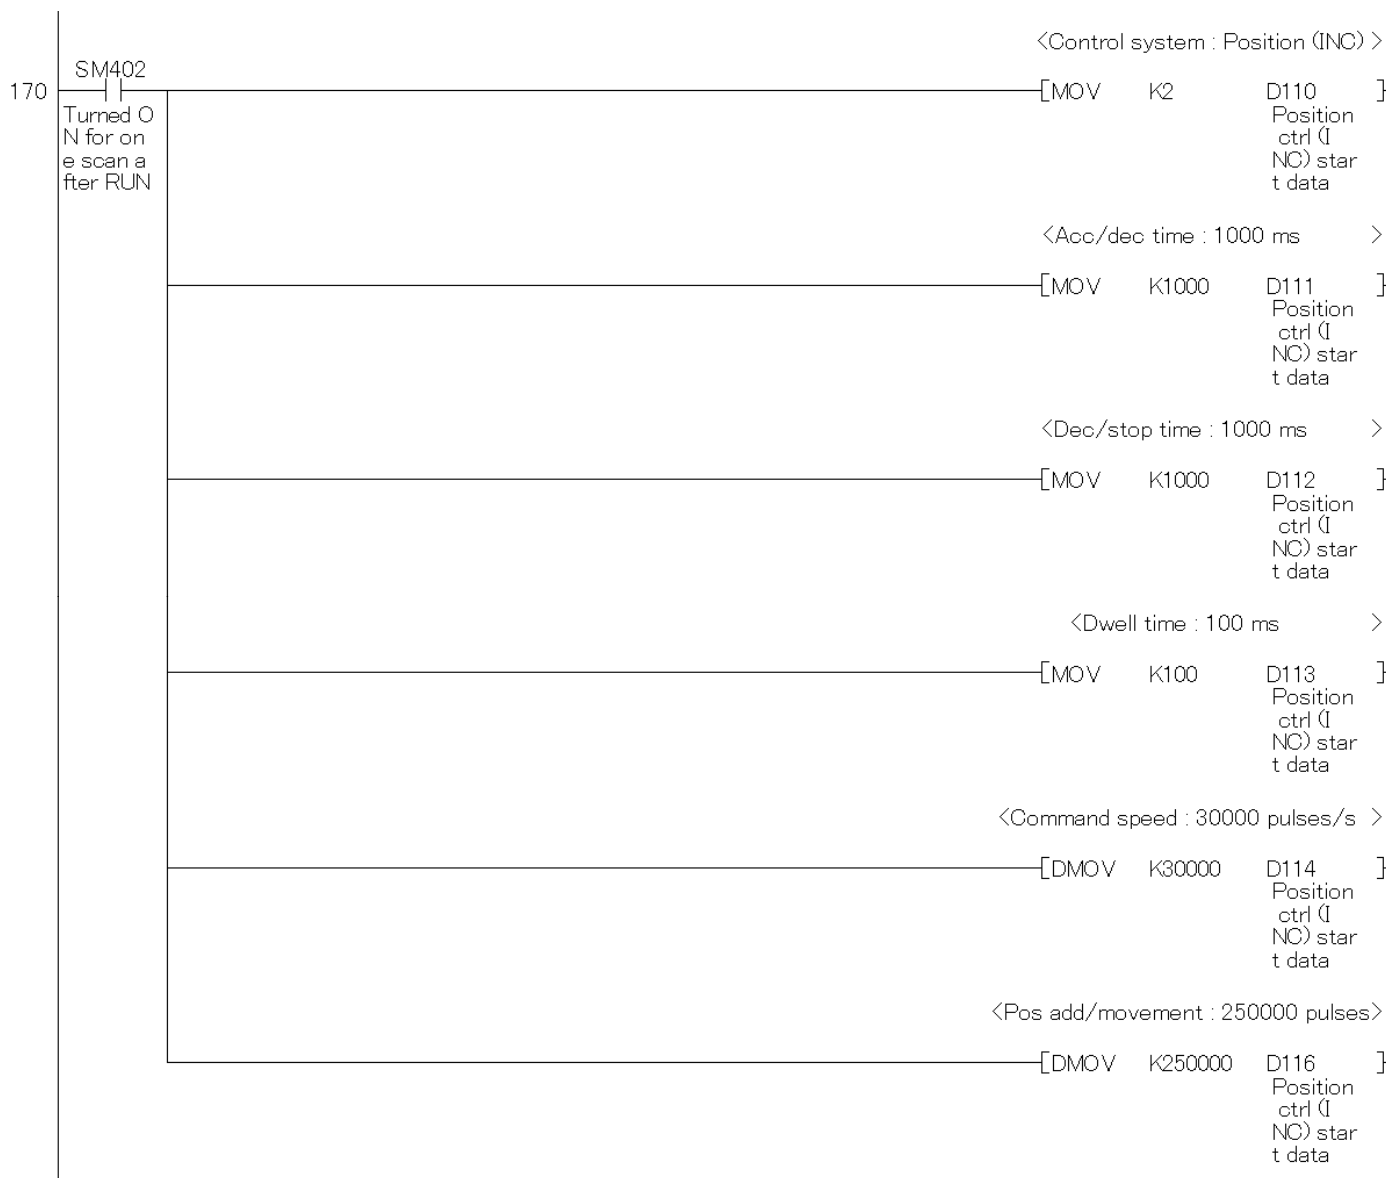 <Control system : Position (INC) >
SM402
170
[MOV K2 D110 ]
Turned O
N for on
e scan a
fter RUN
Position
ctrl (I
NC) star
t data
<Acc/dec time : 1000 ms >
[MOV K1000 D111 ]
Position
ctrl (I
NC) star
t data
<Dec/stop time : 1000 ms >
[MOV K1000 D112 ]
Position
ctrl (I
NC) star
t data
<Dwell time : 100 ms >
[MOV K100 D113 ]
Position
ctrl (I
NC) star
t data
<Command speed : 30000 pulses/s >
[DMOV K30000 D114 ]
Position
ctrl (I
NC) star
t data
<Pos add/movement : 250000 pulses>
[DMOV K250000 D116 ]
Position
ctrl (I
NC) star
t data